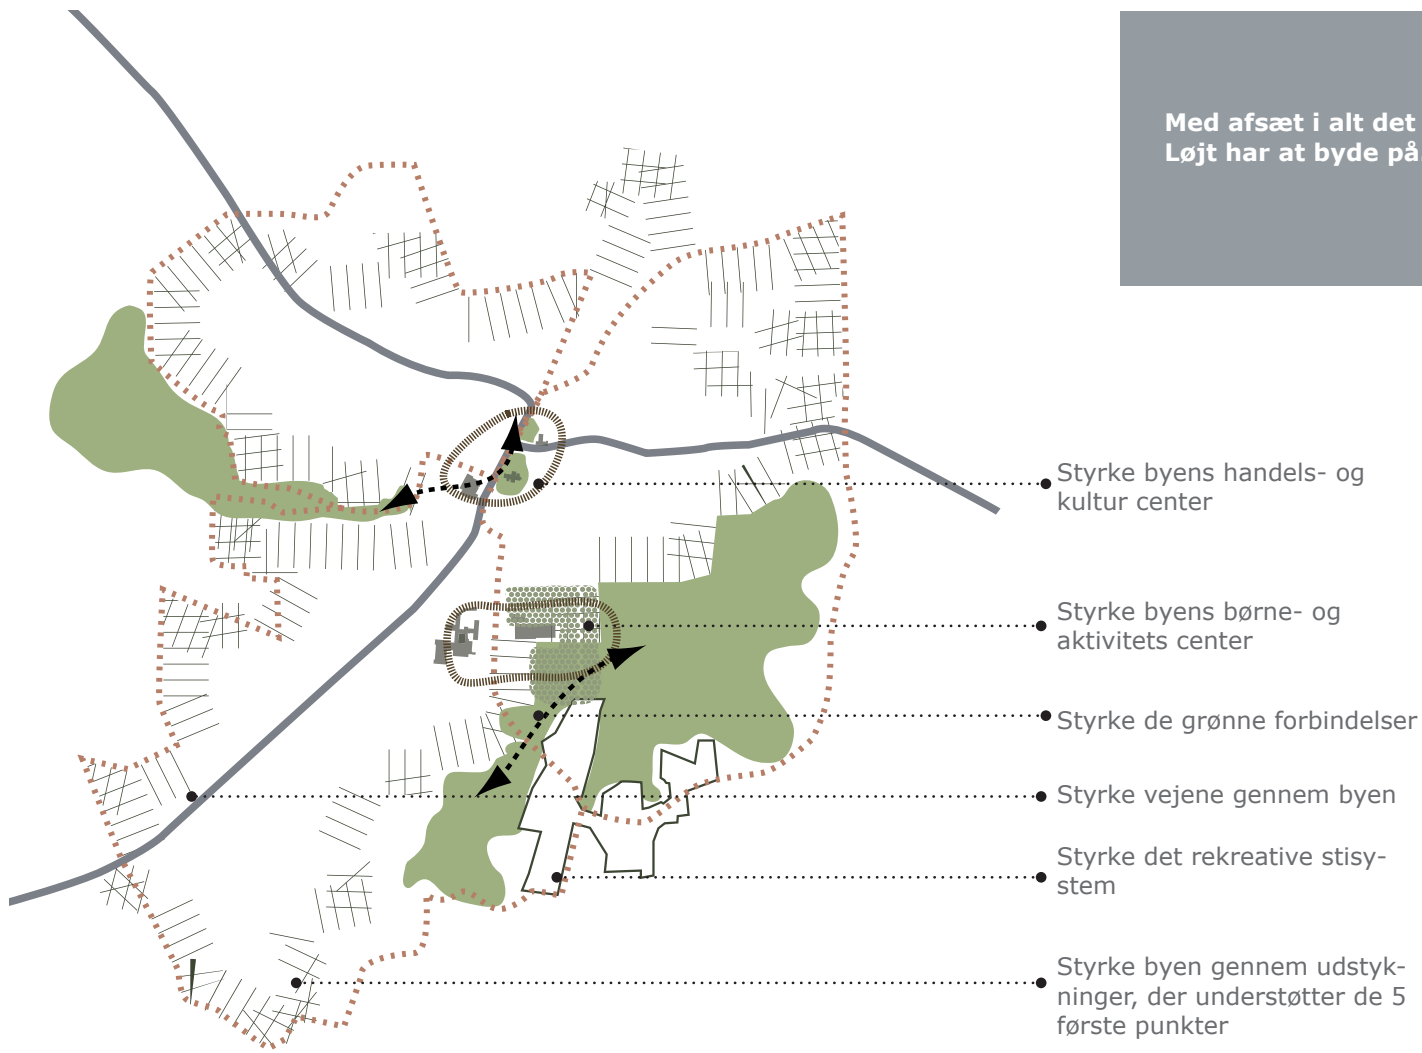 Med afsæt i alt det
Løjt har at byde på
Styrke byens handels- og
kultur center
Styrke byens børne- og
aktivitets center
Styrke de grønne forbindelser
Styrke vejene gennem byen
Styrke det rekreative stisy-
stem
Styrke byen gennem udstyk-
ninger, der understøtter de 5
første punkter